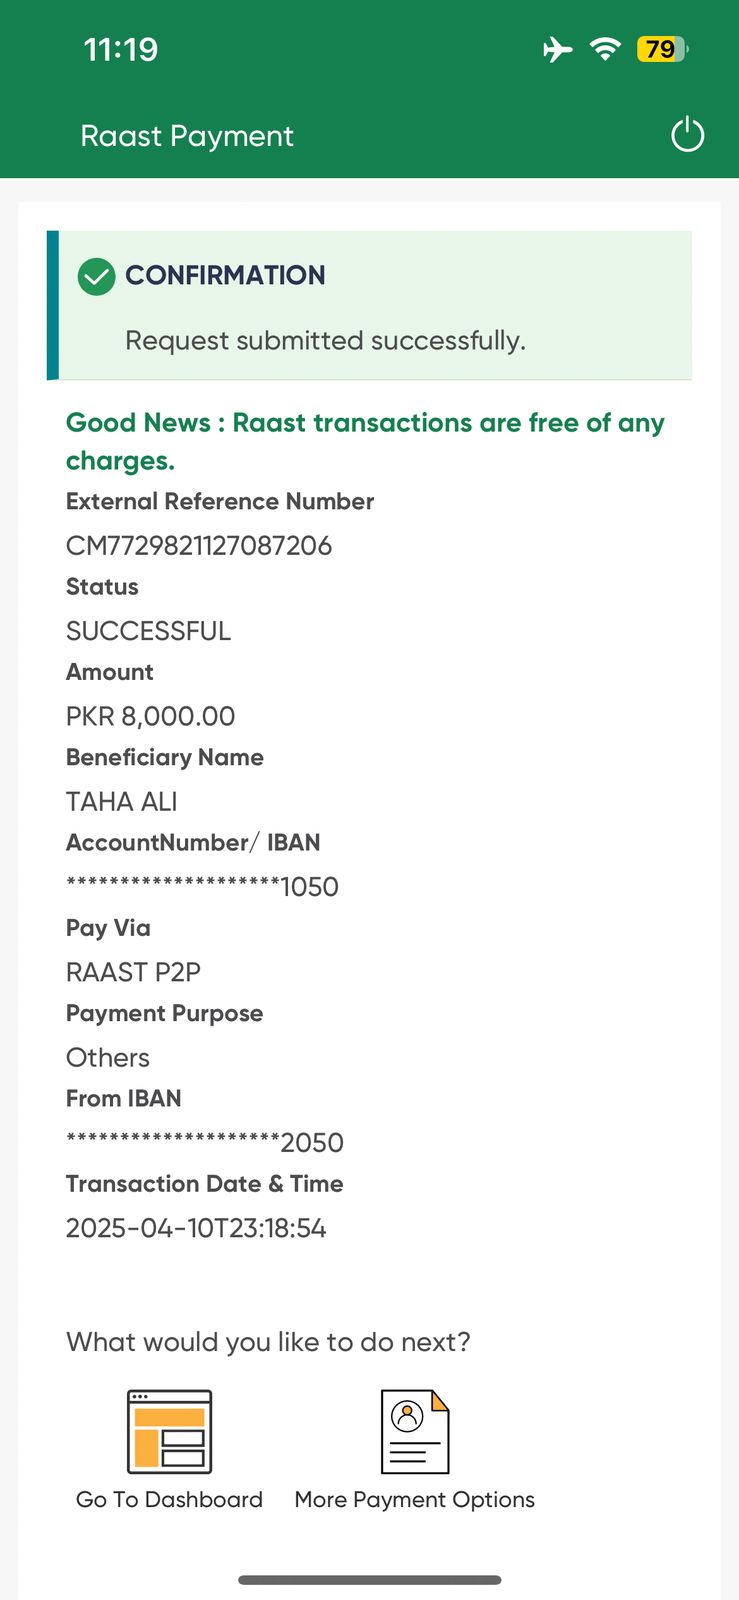 11:19
79
Raast Payment
CONFIRMATION
Request submitted successfully.
Good News : Raast transactions are free of any
charges.
External Reference Number
CM7729821127087206
Status
SUCCESSFUL
Amount
PKR 8,000.00
Beneficiary Name
TAHA ALI
AccountNumber/ IBAN
********************1050
Pay Via
RAAST P2P
Payment Purpose
Others
From IBAN
********************2050
Transaction Date & Time
2025-04-10T23:18:54
What would you like to do next?
Go To Dashboard
More Payment Options